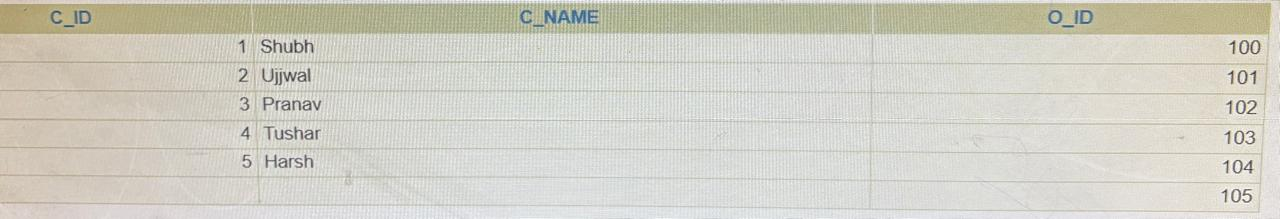 C_ID C_NAME O_ID
1 Shubh 100
2 Ujjwal 101
3 Pranav 102
4 Tushar 103
5 Harsh 104
105